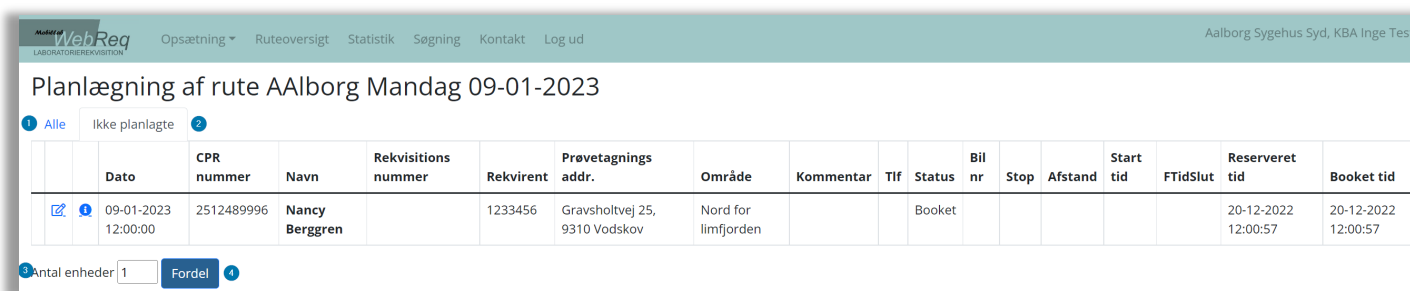 MobilLab
WebReq
LABORATORIEREKVISITION
Opsætning Ruteoversigt Statistik Søgning Kontakt Log ud
Aalborg Sygehus Syd, KBA Inge Tes
Planlægning af rute AAlborg Mandag 09-01-2023
1 Alle Ikke planlagte 2
Dato CPR nummer Navn Rekvisitions nummer Rekvirent Prøvetagnings addr. Område Kommentar Tlf Status Bil nr Stop Afstand Start tid FTidSlut Reserveret tid Booket tid
09-01-2023 2512489996 Nancy 1233456 Gravsholtvej 25, Nord for Booket 20-12-2022 20-12-2022
12:00:00 Berggren 9310 Vodskov limfjorden 12:00:57 12:00:57
3 Antal enheder 1 Fordel 4